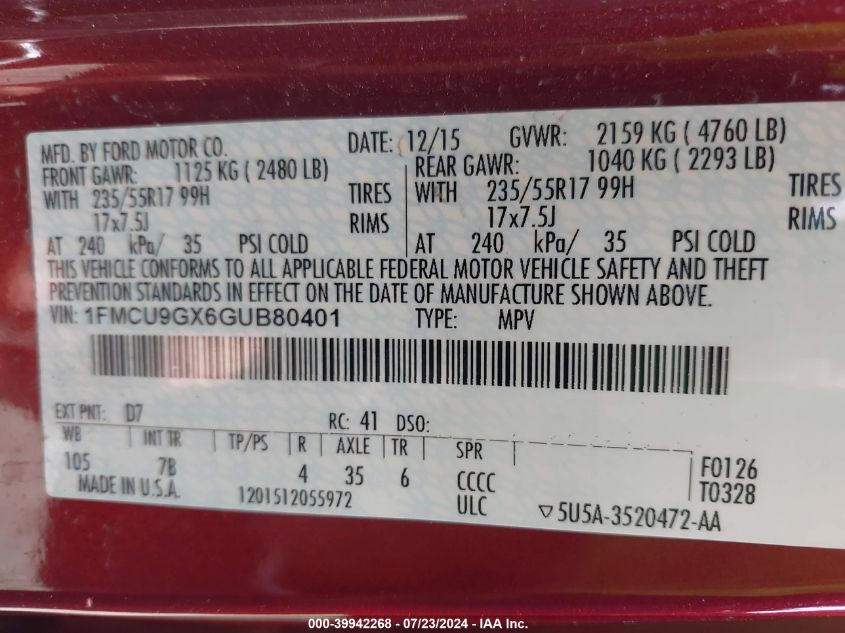 MFD. BY FORD MOTOR CO. DATE: 12/15 GVWR: 2159 KG ( 4760 LB)
FRONT GAWR: 1125 KG ( 2480 LB) REAR GAWR: 1040 KG ( 2293 LB)
WITH 235/55R17 99H TIRES WITH 235/55R17 99H TIRES
17x7.5J RIMS 17x7.5J RIMS
AT 240 kPa/ 35 PSI COLD AT 240 kPa/ 35 PSI COLD
THIS VEHICLE CONFORMS TO ALL APPLICABLE FEDERAL MOTOR VEHICLE SAFETY AND THEFT
PREVENTION STANDARDS IN EFFECT ON THE DATE OF MANUFACTURE SHOWN ABOVE.
VIN: 1FMCU9GX6GUB80401 TYPE: MPV
EXT PNT: D7 RC: 41 DSO:
WB INT TR TP/PS R AXLE TR SPR
105 7B 4 35 6 CCCC F0126
MADE IN U.S.A. 1201512055972 ULC T0328
▽5U5A-3520472-AA
000-39942268 - 07/23/2024 - IAA Inc.